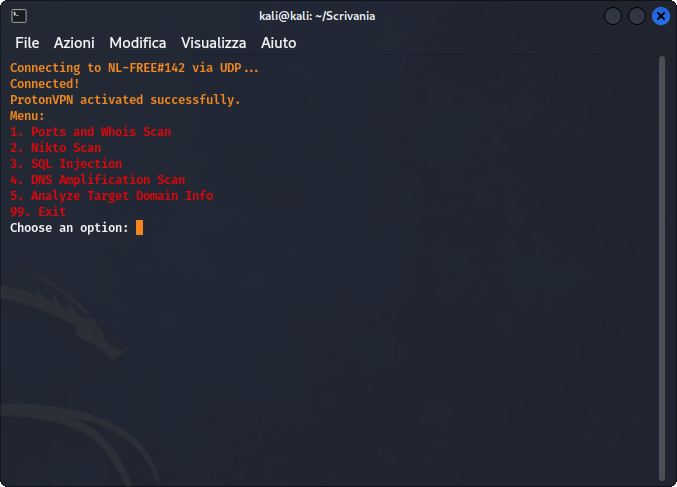 kali@kali: ~/Scrivania
File Azioni Modifica Visualizza Aiuto
Connecting to NL-FREE#142 via UDP...
Connected!
ProtonVPN activated successfully.
Menu:
1. Ports and Whois Scan
2. Nikto Scan
3. SQL Injection
4. DNS Amplification Scan
5. Analyze Target Domain Info
99. Exit
Choose an option: